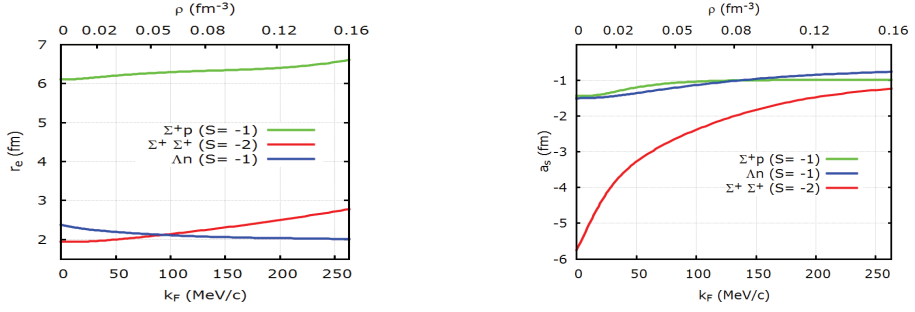 ρ (fm⁻³)
0 0.02 0.05 0.08 0.12 0.16
7
6
5
4
3
2
rₑ (fm)
Σ⁺p (S= -1)
Σ⁺ Σ⁺ (S= -2)
Λn (S= -1)
0 50 100 150 200 250
k_F (MeV/c)
ρ (fm⁻³)
0 0.02 0.05 0.08 0.12 0.16
-1
-2
-3
-4
-5
-6
aₛ (fm)
Σ⁺p (S= -1)
Λn (S= -1)
Σ⁺ Σ⁺ (S= -2)
0 50 100 150 200 250
k_F (MeV/c)